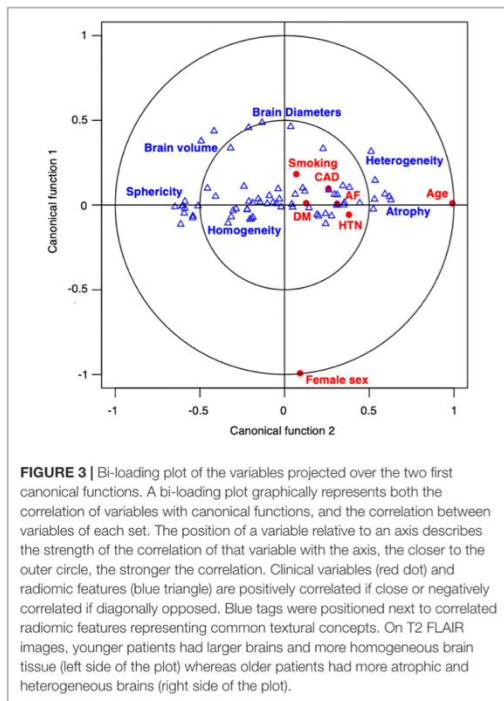 1
0.5
0
-0.5
-1
Canonical function 1
Brain Diameters
Brain volume
Smoking
CAD
Heterogeneity
Sphericity
AF
Age
DM
Atrophy
Homogeneity
HTN
Female sex
-1
-0.5
0
0.5
1
Canonical function 2
FIGURE 3 | Bi-loading plot of the variables projected over the two first
canonical functions. A bi-loading plot graphically represents both the
correlation of variables with canonical functions, and the correlation between
variables of each set. The position of a variable relative to an axis describes
the strength of the correlation of that variable with the axis, the closer to the
outer circle, the stronger the correlation. Clinical variables (red dot) and
radiomic features (blue triangle) are positively correlated if close or negatively
correlated if diagonally opposed. Blue tags were positioned next to correlated
radiomic features representing common textural concepts. On T2 FLAIR
images, younger patients had larger brains and more homogeneous brain
tissue (left side of the plot) whereas older patients had more atrophic and
heterogeneous brains (right side of the plot).